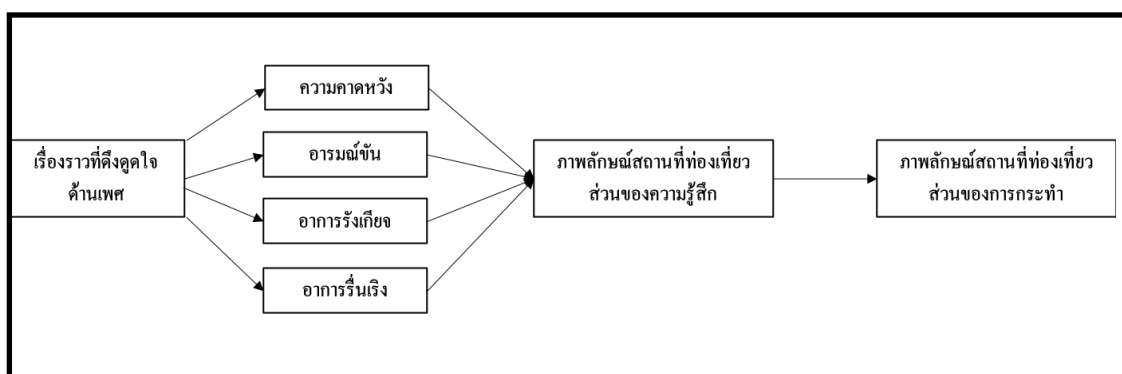 เรื่องราวที่ดึงดูดใจ
ด้านเพศ
ความคาดหวัง
อารมณ์ขัน
อาการรังเกียจ
อาการรื่นเริง
ภาพลักษณ์สถานที่ท่องเที่ยว
ส่วนของความรู้สึก
ภาพลักษณ์สถานที่ท่องเที่ยว
ส่วนของการกระทำ